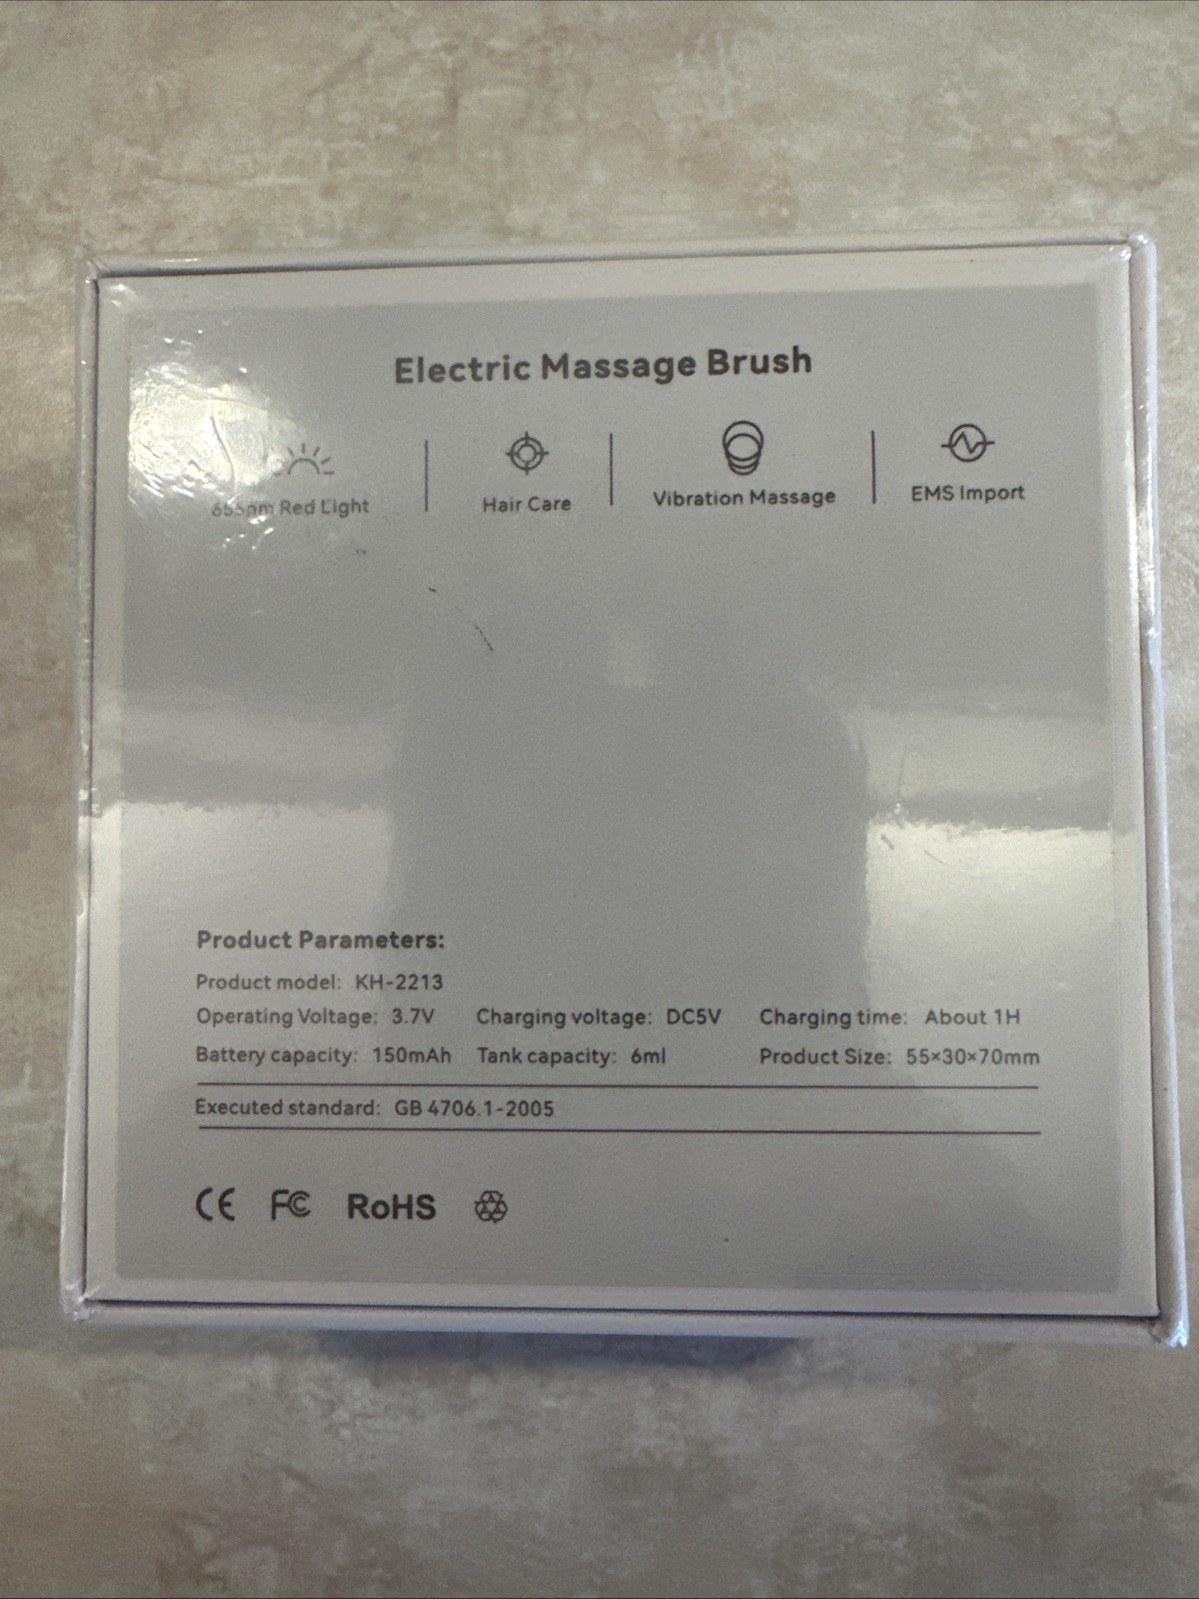 Electric Massage Brush
655nm Red Light
Hair Care
Vibration Massage
EMS Import
Product Parameters:
Product model: KH-2213
Operating Voltage: 3.7V Charging voltage: DC5V Charging time: About 1H
Battery capacity: 150mAh Tank capacity: 6ml Product Size: 55×30×70mm
Executed standard: GB 4706.1-2005
CE FC RoHS